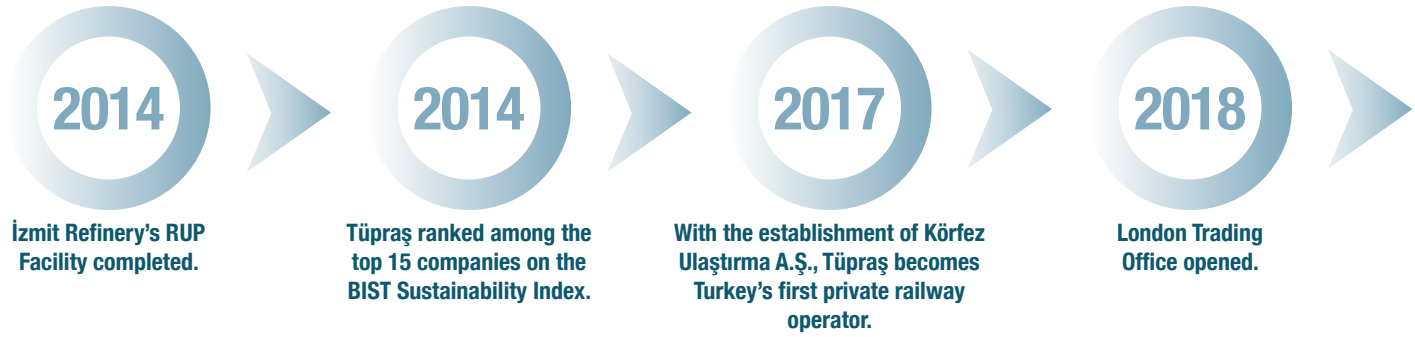 2014
İzmit Refinery's RUP
Facility completed.
2014
Tüpraş ranked among the
top 15 companies on the
BIST Sustainability Index.
2017
With the establishment of Körfez
Ulaştırma A.Ş., Tüpraş becomes
Turkey's first private railway
operator.
2018
London Trading
Office opened.